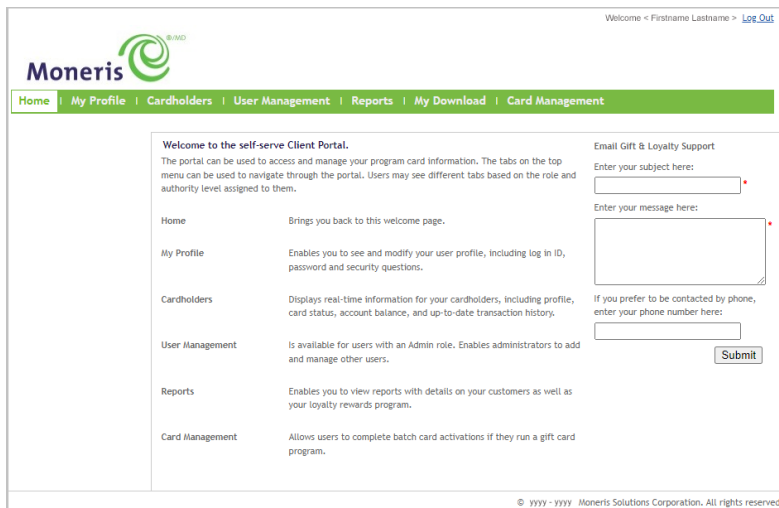 Welcome < Firstname Lastname > Log Out
Moneris ®/MD
Home | My Profile | Cardholders | User Management | Reports | My Download | Card Management
Welcome to the self-serve Client Portal.
The portal can be used to access and manage your program card information. The tabs on the top
menu can be used to navigate through the portal. Users may see different tabs based on the role and
authority level assigned to them.
Home Brings you back to this welcome page.
My Profile Enables you to see and modify your user profile, including log in ID,
password and security questions.
Cardholders Displays real-time information for your cardholders, including profile,
card status, account balance, and up-to-date transaction history.
User Management Is available for users with an Admin role. Enables administrators to add
and manage other users.
Reports Enables you to view reports with details on your customers as well as
your loyalty rewards program.
Card Management Allows users to complete batch card activations if they run a gift card
program.
Email Gift & Loyalty Support
Enter your subject here:
*
Enter your message here:
*
If you prefer to be contacted by phone,
enter your phone number here:
Submit
© yyyy - yyyy Moneris Solutions Corporation. All rights reserved